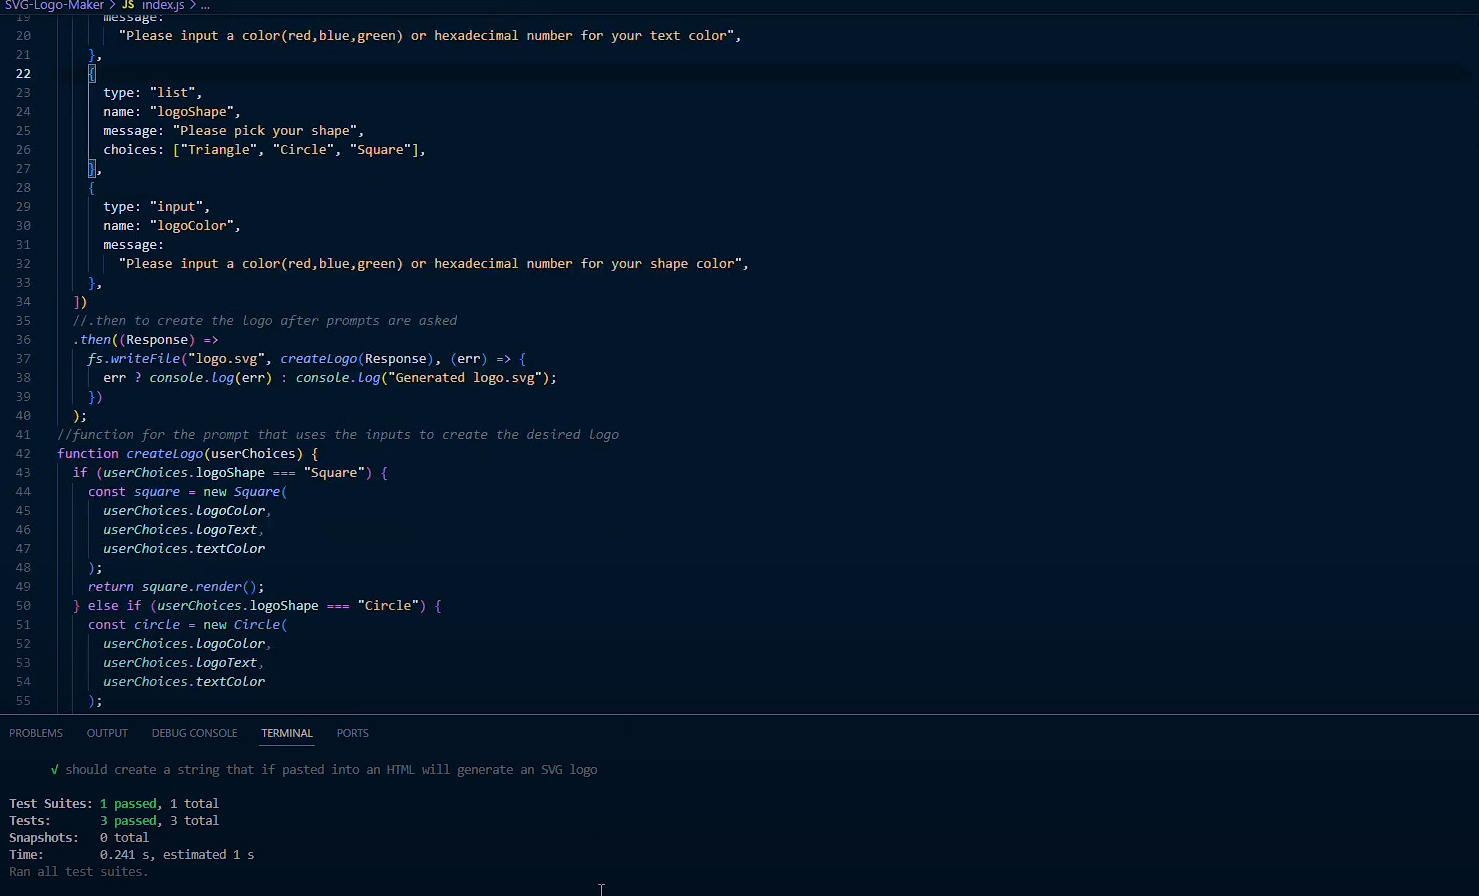 SVG-Logo-Maker > JS index.js > ...
19 message:
20 "Please input a color(red,blue,green) or hexadecimal number for your text color",
21 },
22 {
23 type: "list",
24 name: "logoShape",
25 message: "Please pick your shape",
26 choices: ["Triangle", "Circle", "Square"],
27 },
28 {
29 type: "input",
30 name: "logoColor",
31 message:
32 "Please input a color(red,blue,green) or hexadecimal number for your shape color",
33 },
34 ])
35 //.then to create the logo after prompts are asked
36 .then((Response) =>
37 fs.writeFile("logo.svg", createLogo(Response), (err) => {
38 err ? console.log(err) : console.log("Generated logo.svg");
39 })
40 );
41 //function for the prompt that uses the inputs to create the desired logo
42 function createLogo(userChoices) {
43 if (userChoices.logoShape === "Square") {
44 const square = new Square(
45 userChoices.logoColor,
46 userChoices.logoText,
47 userChoices.textColor
48 );
49 return square.render();
50 } else if (userChoices.logoShape === "Circle") {
51 const circle = new Circle(
52 userChoices.logoColor,
53 userChoices.logoText,
54 userChoices.textColor
55 );
PROBLEMS OUTPUT DEBUG CONSOLE TERMINAL PORTS
√ should create a string that if pasted into an HTML will generate an SVG logo
Test Suites: 1 passed, 1 total
Tests: 3 passed, 3 total
Snapshots: 0 total
Time: 0.241 s, estimated 1 s
Ran all test suites.